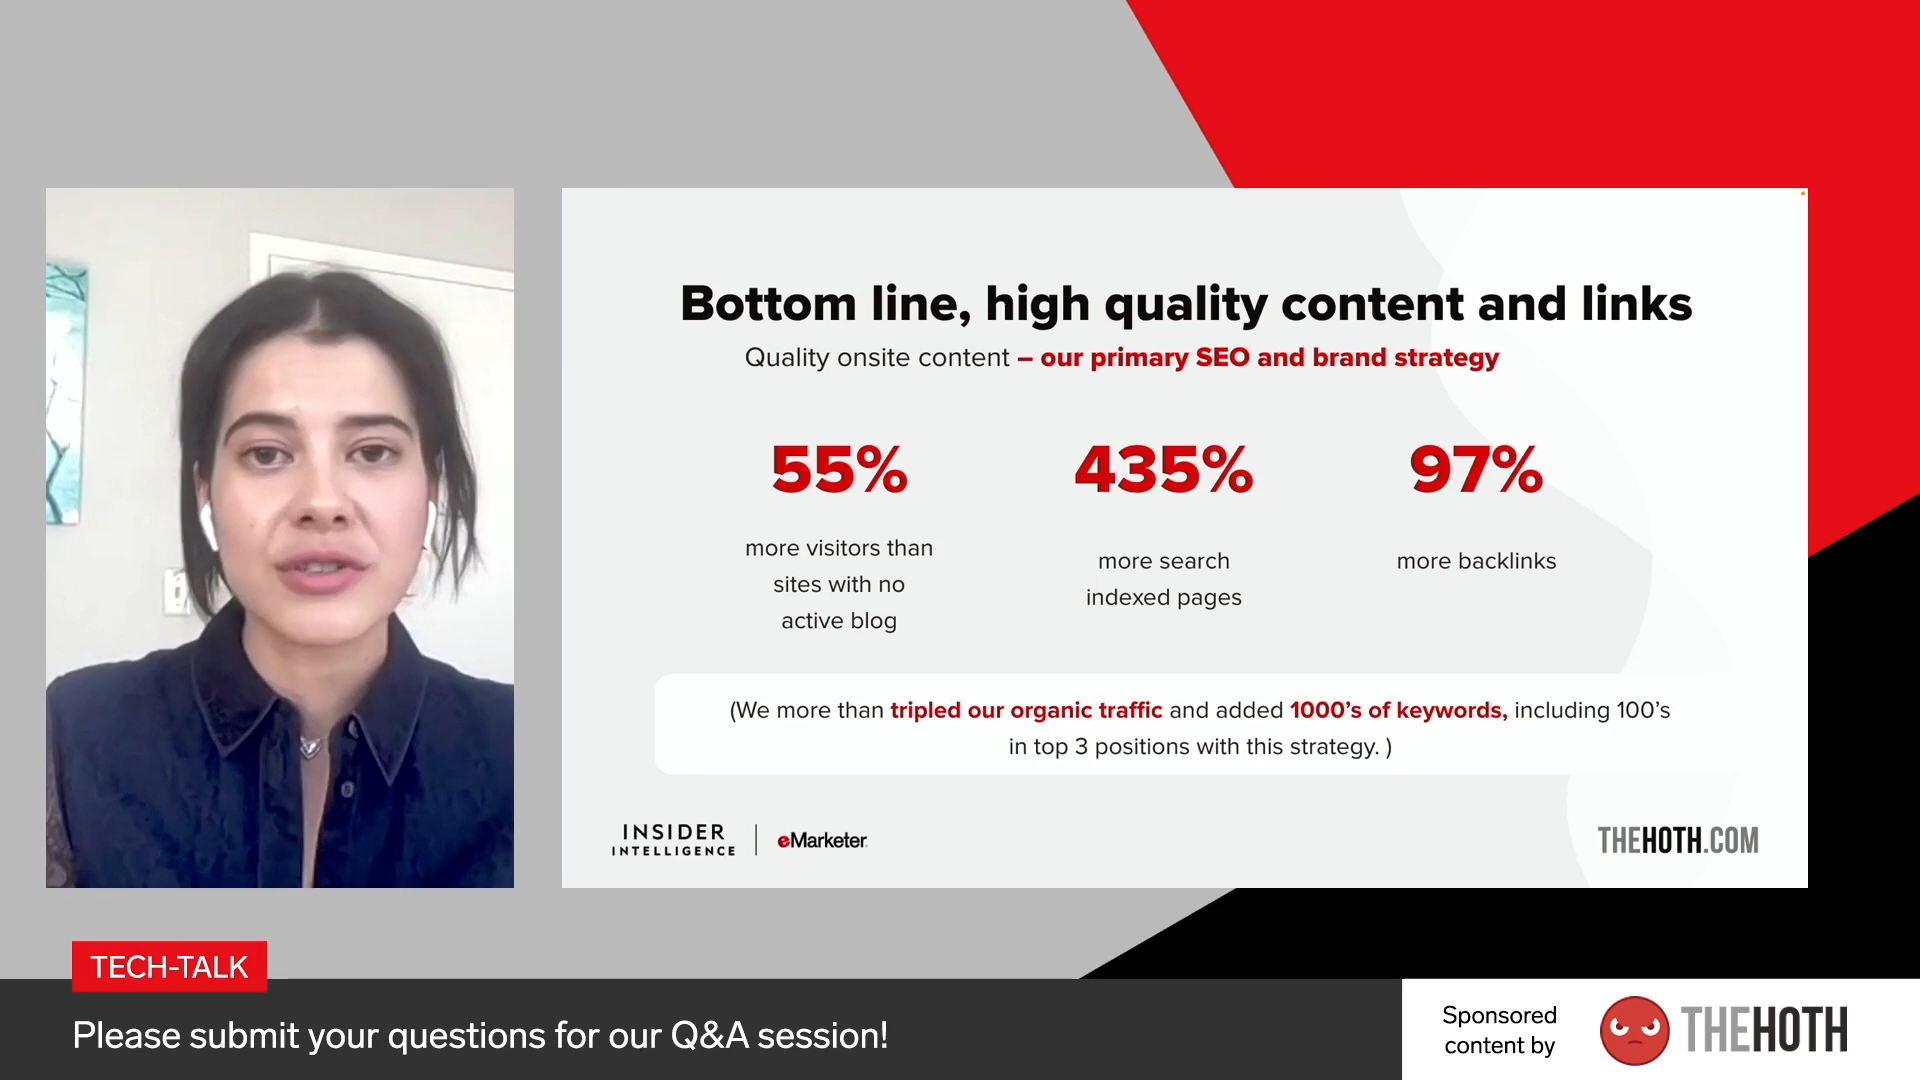 Bottom line, high quality content and links
Quality onsite content – our primary SEO and brand strategy
55%
more visitors than
sites with no
active blog
435%
more search
indexed pages
97%
more backlinks
(We more than tripled our organic traffic and added 1000’s of keywords, including 100’s
in top 3 positions with this strategy. )
INSIDER
INTELLIGENCE
eMarketer
THEHOTH.COM
TECH-TALK
Please submit your questions for our Q&A session!
Sponsored
content by
THEHOTH